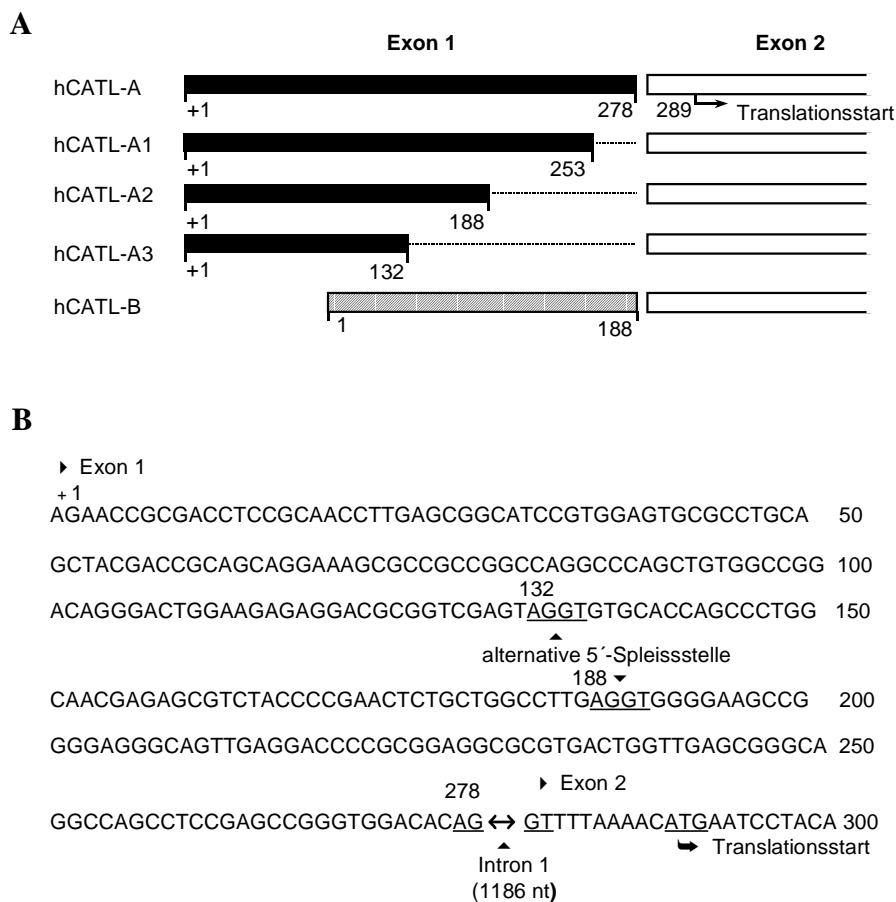 A
Exon 1 Exon 2
hCATL-A
+1 278 289 Translationsstart
hCATL-A1
+1 253
hCATL-A2
+1 188
hCATL-A3
+1 132
hCATL-B
1 188
B
Exon 1
+ 1
AGAACCGCGACCTCCGCAACCTTGAGCGGCATCCGTGGAGTGCGCCTGCA 50
GCTACGACCGCAGCAGGAAAGCGCCGCCGGCCAGGCCCAGCTGTGGCCGG 100
132
ACAGGGACTGGAAGAGAGGACGCGGTCGAGTAGGTGTGCACCAGCCCTGG 150
alternative 5´-Spleissstelle
188
CAACGAGAGCGTCTACCCCGAACTCTGCTGGCCTTGAGGTGGGGAAGCCG 200
GGGAGGGCAGTTGAGGACCCCGCGGAGGCGCGTGACTGGTTGAGCGGGCA 250
278 Exon 2
GGCCAGCCTCCGAGCCGGGTGGACACAG ↔ GTTTTAAAACATGAATCCTACA 300
Intron 1 Translationsstart
(1186 nt)